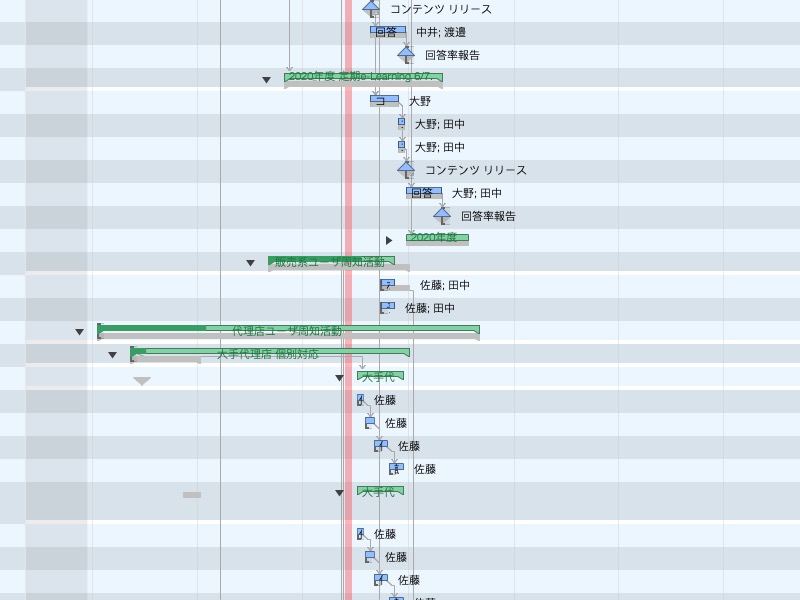 コンテンツ リリース
回答 中井; 渡邉
回答率報告
2020年度 定期e-Learning 6/7..
コ 大野
大野; 田中
大野; 田中
コンテンツ リリース
回答 大野; 田中
回答率報告
2020年度
販売系ユーザ周知活動
佐藤; 田中
佐藤; 田中
代理店ユーザ周知活動
大手代理店 個別対応
大手代
佐藤
佐藤
佐藤
佐藤
大手代
佐藤
佐藤
佐藤